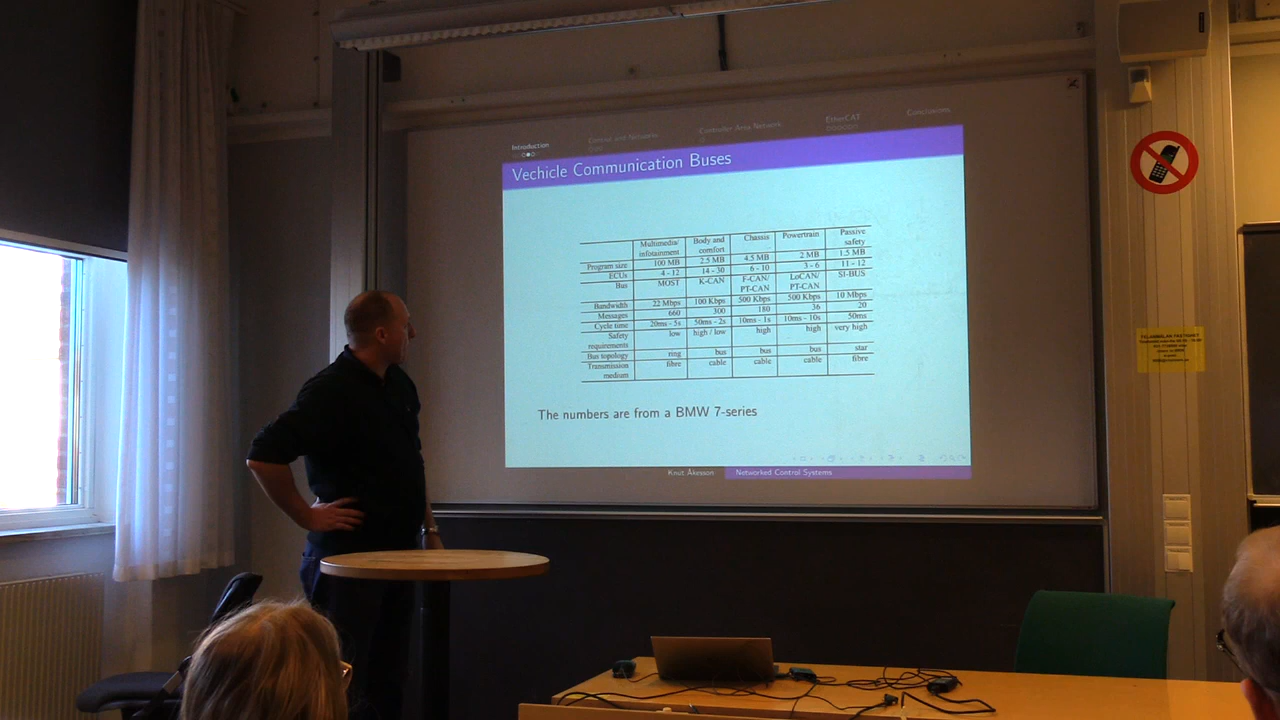 Introduction Control and Networks Controller Area Network EtherCAT Conclusions
Vechicle Communication Buses
Multimedia/ infotainment Body and comfort Chassis Powertrain Passive safety
Program size 100 MB 2.5 MB 4.5 MB 2 MB 1.5 MB
ECUs 4 - 12 14 - 30 6 - 10 3 - 6 11 - 12
Bus MOST K-CAN F-CAN/ PT-CAN LoCAN/ PT-CAN SI-BUS
Bandwidth 22 Mbps 100 Kbps 500 Kbps 500 Kbps 10 Mbps
Messages 660 300 180 36 20
Cycle time 20ms - 5s 50ms - 2s 10ms - 1s 10ms - 10s 50ms
Safety requirements low high / low high high very high
Bus topology ring bus bus bus star
Transmission medium fibre cable cable cable fibre
The numbers are from a BMW 7-series
Knut Åkesson Networked Control Systems